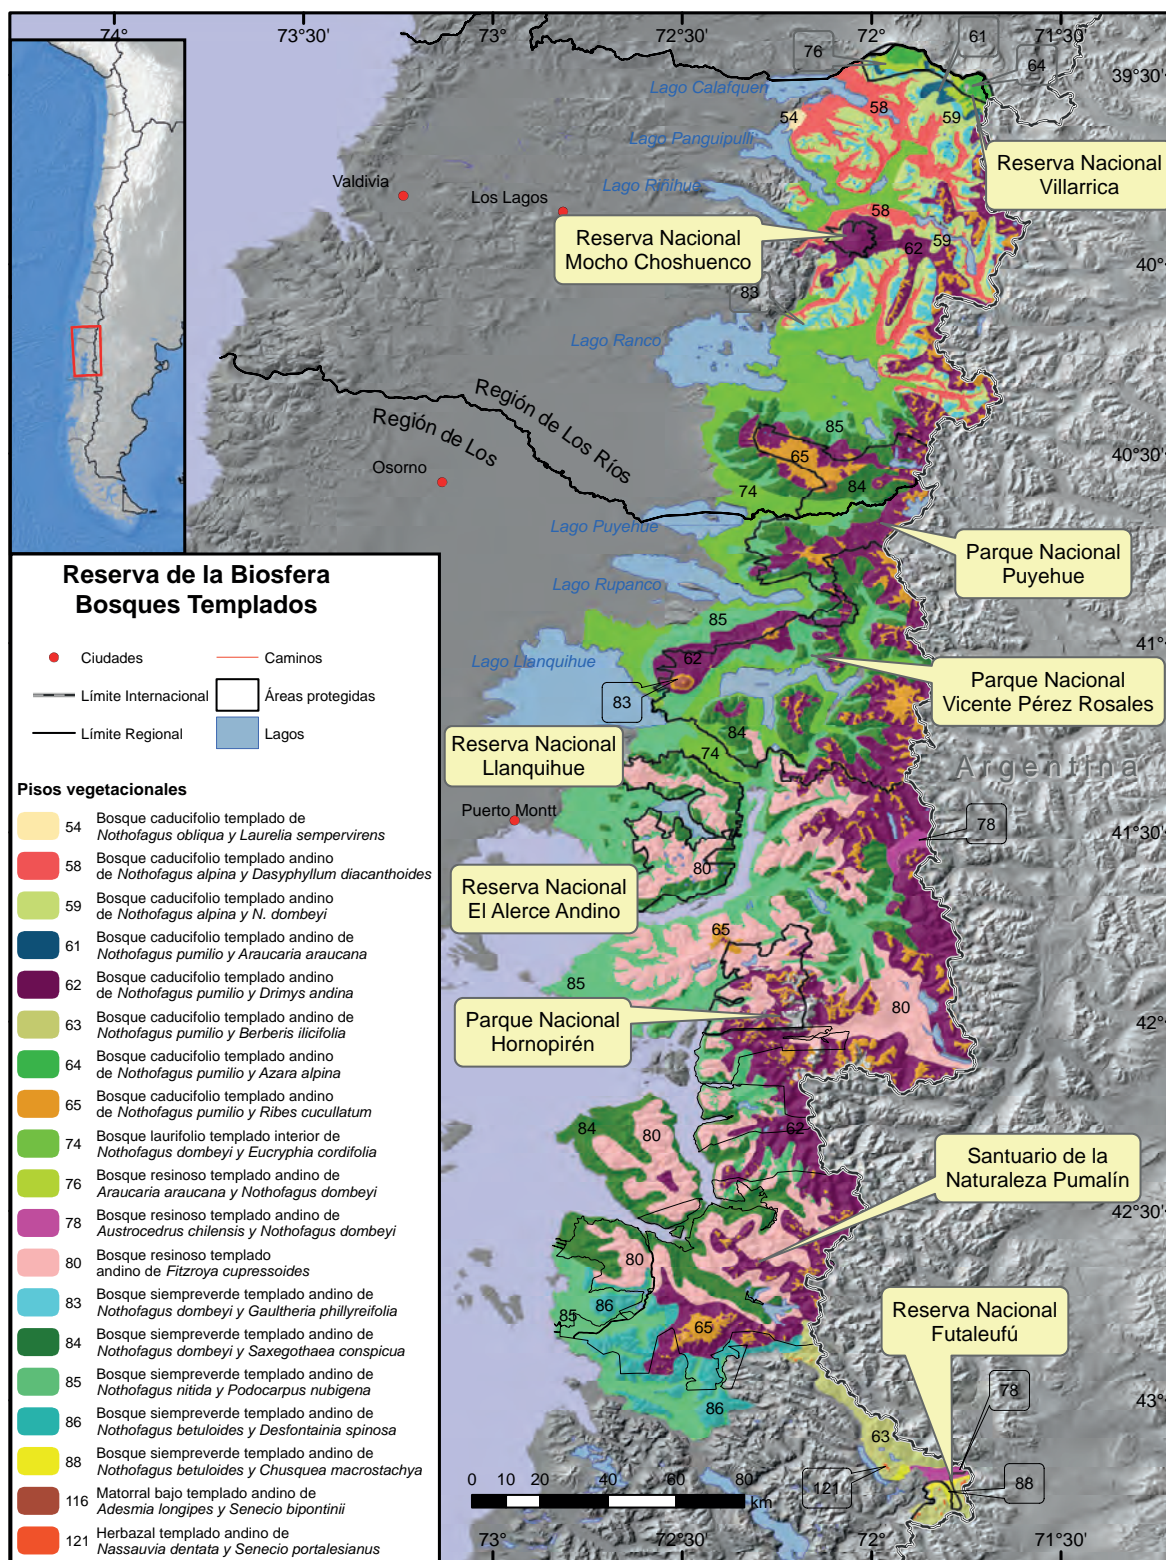 74°
73°30'
73°
72°30'
72°
71°30'
76
61
64
39°30'
Lago Calafquen
58
54
59
Lago Panguipulli
Reserva Nacional
Villarrica
Valdivia
Lago Riñihue
Los Lagos
58
Reserva Nacional
Mocho Choshuenco
62
59
40°
83
Lago Ranco
Región de Los Ríos
Región de Los
85
Osorno
65
40°30'
84
74
Lago Puyehue
Parque Nacional
Puyehue
Lago Rupanco
85
41°
Lago Llanquihue
62
Parque Nacional
Vicente Pérez Rosales
83
84
Reserva Nacional
Llanquihue
74
Argentina
Puerto Montt
78
41°30'
80
Reserva Nacional
El Alerce Andino
65
85
80
Parque Nacional
Hornopirén
42°
84
80
62
Santuario de la
Naturaleza Pumalín
42°30'
80
86
85
65
Reserva Nacional
Futaleufú
78
86
43°
63
121
88
0 10 20 40 60 80
km
73°
72°30'
72°
71°30'
Reserva de la Biosfera
Bosques Templados
Ciudades
Caminos
Límite Internacional
Áreas protegidas
Límite Regional
Lagos
Pisos vegetacionales
54 Bosque caducifolio templado de
Nothofagus obliqua y Laurelia sempervirens
58 Bosque caducifolio templado andino
de Nothofagus alpina y Dasyphyllum diacanthoides
59 Bosque caducifolio templado andino
de Nothofagus alpina y N. dombeyi
61 Bosque caducifolio templado andino de
Nothofagus pumilio y Araucaria araucana
62 Bosque caducifolio templado andino
de Nothofagus pumilio y Drimys andina
63 Bosque caducifolio templado andino de
Nothofagus pumilio y Berberis ilicifolia
64 Bosque caducifolio templado andino
de Nothofagus pumilio y Azara alpina
65 Bosque caducifolio templado andino
de Nothofagus pumilio y Ribes cucullatum
74 Bosque laurifolio templado interior de
Nothofagus dombeyi y Eucryphia cordifolia
76 Bosque resinoso templado andino de
Araucaria araucana y Nothofagus dombeyi
78 Bosque resinoso templado andino de
Austrocedrus chilensis y Nothofagus dombeyi
80 Bosque resinoso templado
andino de Fitzroya cupressoides
83 Bosque siempreverde templado andino de
Nothofagus dombeyi y Gaultheria phillyreifolia
84 Bosque siempreverde templado andino de
Nothofagus dombeyi y Saxegothaea conspicua
85 Bosque siempreverde templado andino de
Nothofagus nitida y Podocarpus nubigena
86 Bosque siempreverde templado andino de
Nothofagus betuloides y Desfontainia spinosa
88 Bosque siempreverde templado andino de
Nothofagus betuloides y Chusquea macrostachya
116 Matorral bajo templado andino de
Adesmia longipes y Senecio bipontinii
121 Herbazal templado andino de
Nassauvia dentata y Senecio portalesianus